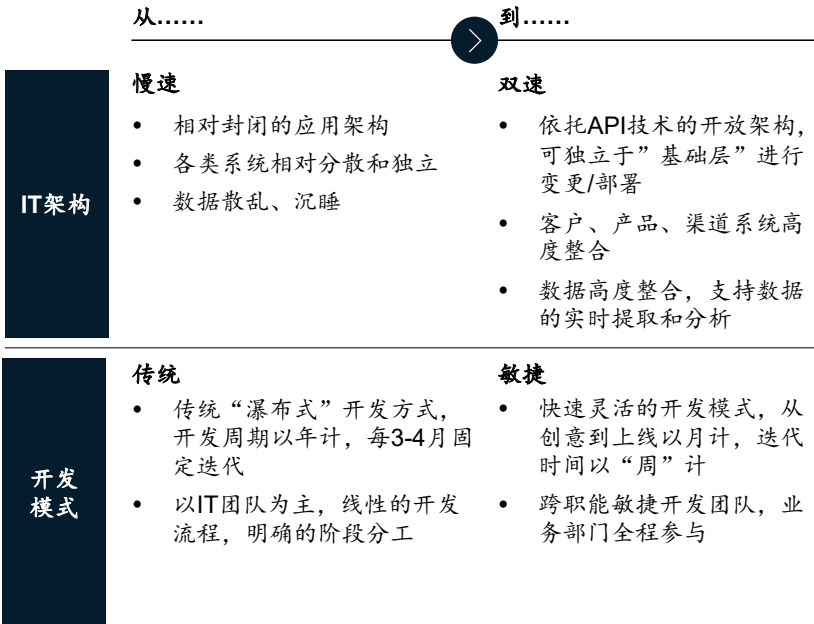 从……
到……
IT架构
慢速
• 相对封闭的应用架构
• 各类系统相对分散和独立
• 数据散乱、沉睡
双速
• 依托API技术的开放架构,
可独立于”基础层”进行
变更/部署
• 客户、产品、渠道系统高
度整合
• 数据高度整合，支持数据
的实时提取和分析
开发
模式
传统
• 传统“瀑布式”开发方式，
开发周期以年计，每3-4月固
定迭代
• 以IT团队为主，线性的开发
流程，明确的阶段分工
敏捷
• 快速灵活的开发模式，从
创意到上线以月计，迭代
时间以“周”计
• 跨职能敏捷开发团队，业
务部门全程参与